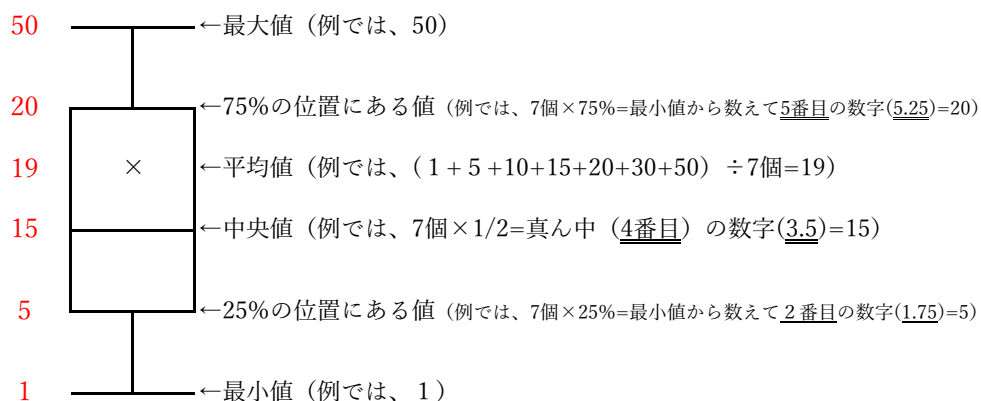 50 ←最大値（例では、50）
20 ←75%の位置にある値（例では、7個×75%=最小値から数えて5番目の数字(5.25)=20）
19 × ←平均値（例では、（１+５+10+15+20+30+50）÷7個=19）
15 ←中央値（例では、7個×1/2=真ん中（4番目）の数字(3.5)=15）
5 ←25%の位置にある値（例では、7個×25%=最小値から数えて２番目の数字(1.75)=5）
1 ←最小値（例では、１）